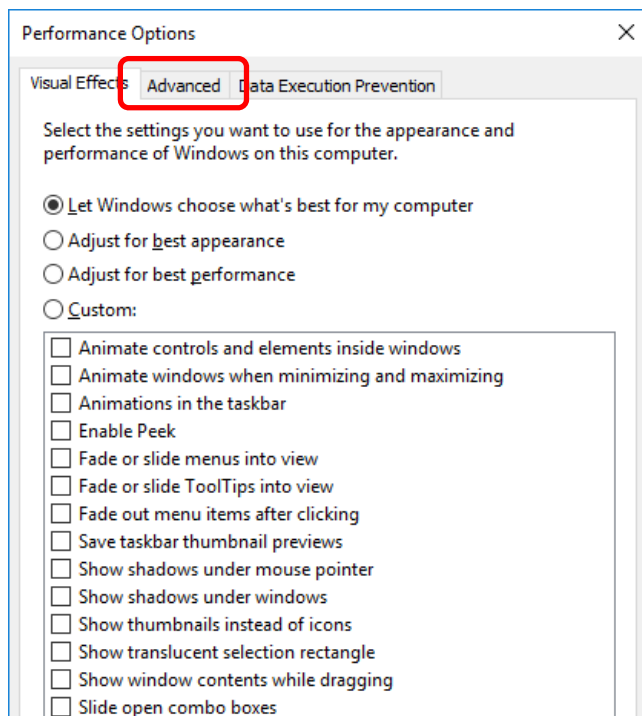 Performance Options
Visual Effects Advanced Data Execution Prevention
Select the settings you want to use for the appearance and
performance of Windows on this computer.
Let Windows choose what's best for my computer
Adjust for best appearance
Adjust for best performance
Custom:
Animate controls and elements inside windows
Animate windows when minimizing and maximizing
Animations in the taskbar
Enable Peek
Fade or slide menus into view
Fade or slide ToolTips into view
Fade out menu items after clicking
Save taskbar thumbnail previews
Show shadows under mouse pointer
Show shadows under windows
Show thumbnails instead of icons
Show translucent selection rectangle
Show window contents while dragging
Slide open combo boxes